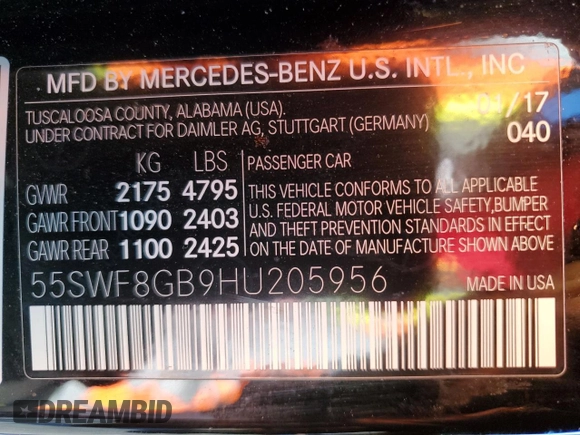 MFD BY MERCEDES-BENZ U.S. INTL., INC
TUSCALOOSA COUNTY, ALABAMA (USA). 01/17
UNDER CONTRACT FOR DAIMLER AG, STUTTGART (GERMANY) 040
KG LBS PASSENGER CAR
GVWR 2175 4795
GAWR FRONT 1090 2403
GAWR REAR 1100 2425
THIS VEHICLE CONFORMS TO ALL APPLICABLE
U.S. FEDERAL MOTOR VEHICLE SAFETY,BUMPER
AND THEFT PREVENTION STANDARDS IN EFFECT
ON THE DATE OF MANUFACTURE SHOWN ABOVE.
55SWF8GB9HU205956
MADE IN USA
DREAMBID